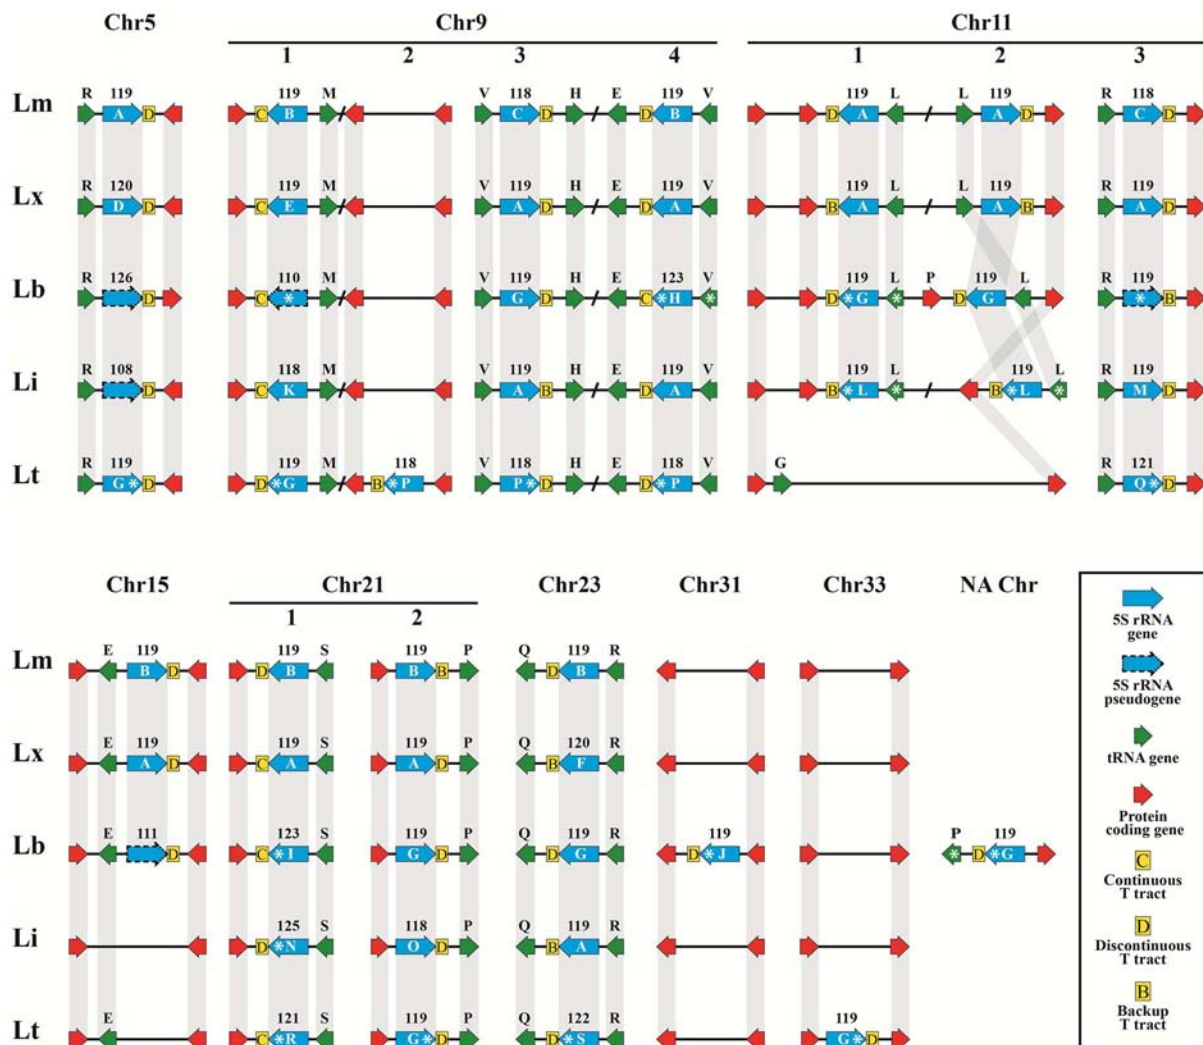 Chr5 Chr9 Chr11
1 2 3 4 1 2 3
R 119 119 M V 118 H E 119 V 119 L L 119 R 118
Lm A D C B C D D B D A A D C D
R 120 119 M V 119 H E 119 V 119 L L 119 R 119
Lx D D C E A D D A B A A B A D
R 126 110 M V 119 H E 123 V 119 L P 119 L R 119
Lb D C * G D C * H * D * G * D G * B
R 108 118 M V 119 H E 119 V 119 L 119 L R 119
Li D C K A B D A B * L * B * L * M D
R 119 119 M 118 V 118 H E 118 V G R 121
Lt G * D D * G B * P P * D D * P Q * D
Chr15 Chr21 Chr23 Chr31 Chr33 NA Chr
1 2
E 119 119 S 119 P Q 119 R
Lm B D D B B B D B
E 119 119 S 119 P Q 120 R
Lx A D C A A D B F
E 111 123 S 119 P Q 119 R 119 P 119
Lb D C * I G D D G D * J * D * G
125 S 118 P Q 119 R
Li D * N O D B A
E 121 S 119 P Q 122 R 119
Lt C * R G * D D * S G * D
5S rRNA
gene
5S rRNA
pseudogene
tRNA gene
Protein
coding gene
C
Continuous
T tract
D
Discontinuous
T tract
B
Backup
T tract